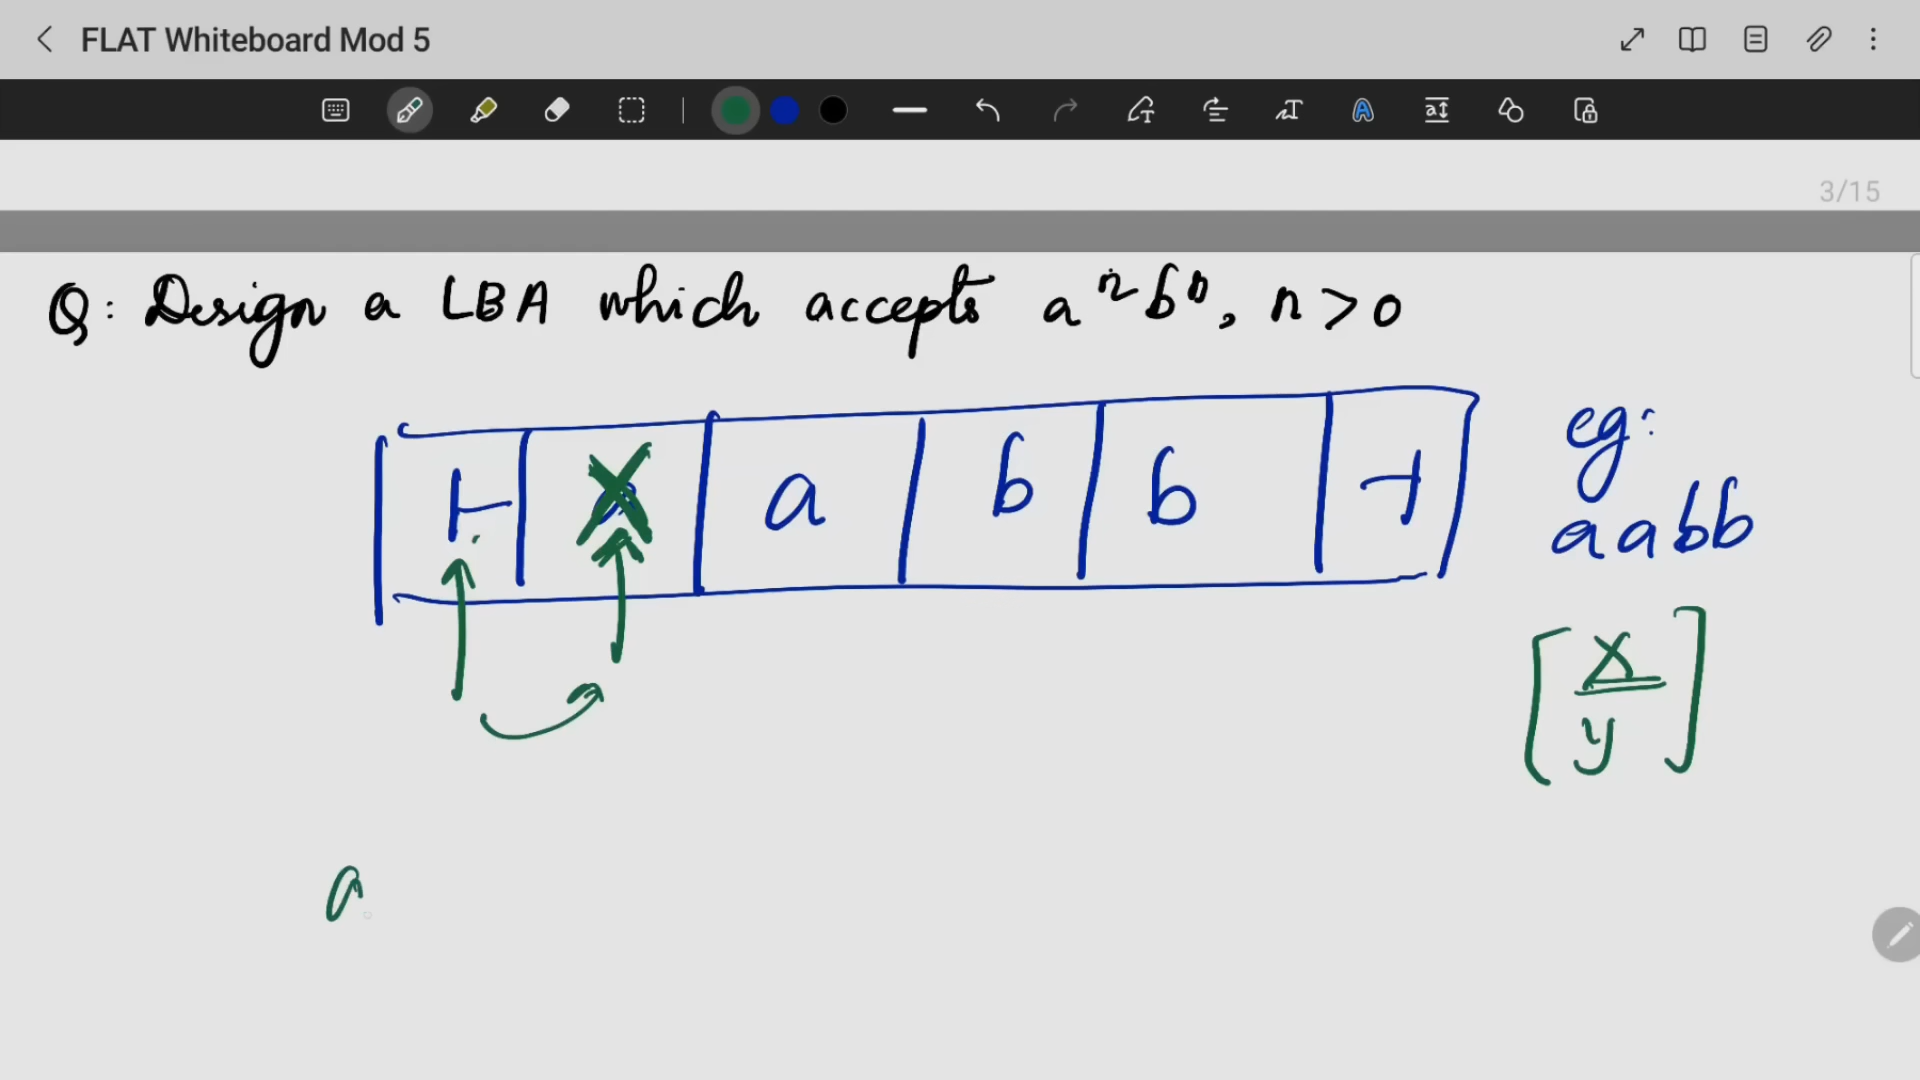 FLAT Whiteboard Mod 5
3/15
Q: Design a LBA which accepts aⁿbⁿ, n > 0
⊢ X a b b ⊣
eg:
aabb
[X/y]
a